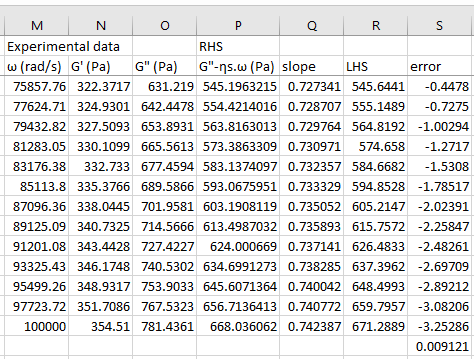 M N O P Q R S
Experimental data RHS
ω (rad/s) G' (Pa) G" (Pa) G"-ηs.ω (Pa) slope LHS error
75857.76 322.3717 631.219 545.1963215 0.727341 545.6441 -0.4478
77624.71 324.9301 642.4478 554.4214016 0.728707 555.1489 -0.7275
79432.82 327.5093 653.8931 563.8163013 0.729764 564.8192 -1.00294
81283.05 330.1099 665.5613 573.3863309 0.730971 574.658 -1.2717
83176.38 332.733 677.4594 583.1374097 0.732357 584.6682 -1.5308
85113.8 335.3766 689.5866 593.0675951 0.733329 594.8528 -1.78517
87096.36 338.0445 701.9581 603.1908119 0.735052 605.2147 -2.02391
89125.09 340.7325 714.5666 613.4987032 0.735893 615.7572 -2.25847
91201.08 343.4428 727.4227 624.000669 0.737141 626.4833 -2.48261
93325.43 346.1748 740.5302 634.6991273 0.738285 637.3962 -2.69709
95499.26 348.9317 753.9033 645.6071364 0.740042 648.4993 -2.89212
97723.72 351.7086 767.5323 656.7136413 0.740772 659.7957 -3.08206
100000 354.51 781.4361 668.036062 0.742387 671.2889 -3.25286
0.009121